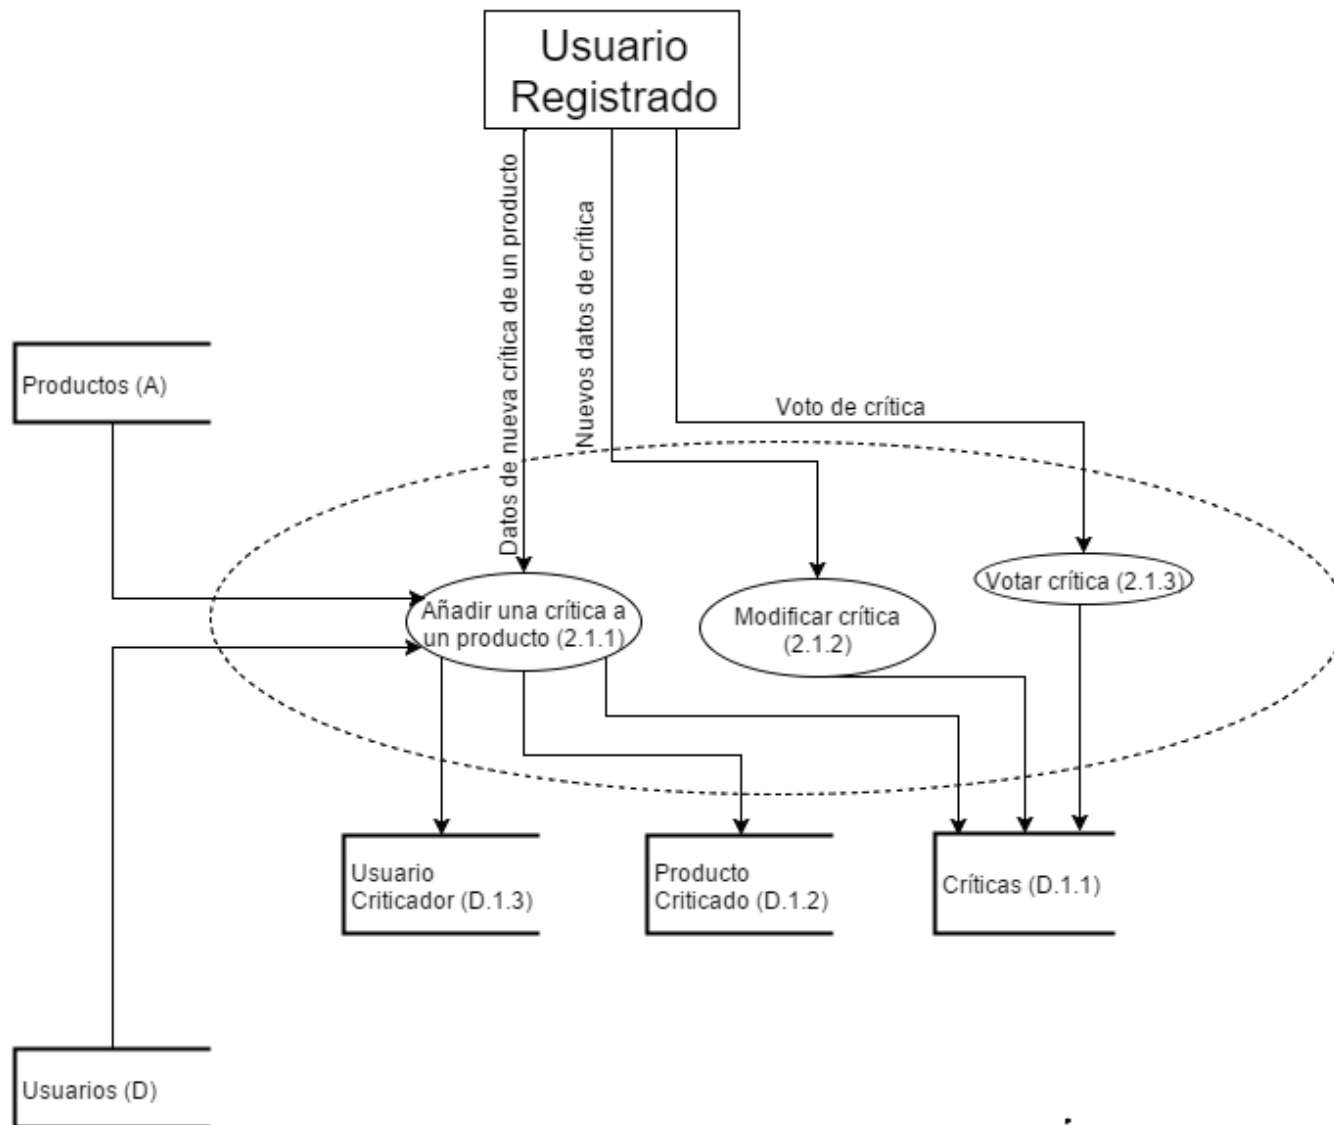 Usuario
Registrado
Datos de nueva crítica de un producto
Nuevos datos de crítica
Productos (A)
Voto de crítica
Votar crítica (2.1.3)
Añadir una crítica a
un producto (2.1.1)
Modificar crítica
(2.1.2)
Usuario
Criticador (D.1.3)
Producto
Criticado (D.1.2)
Críticas (D.1.1)
Usuarios (D)